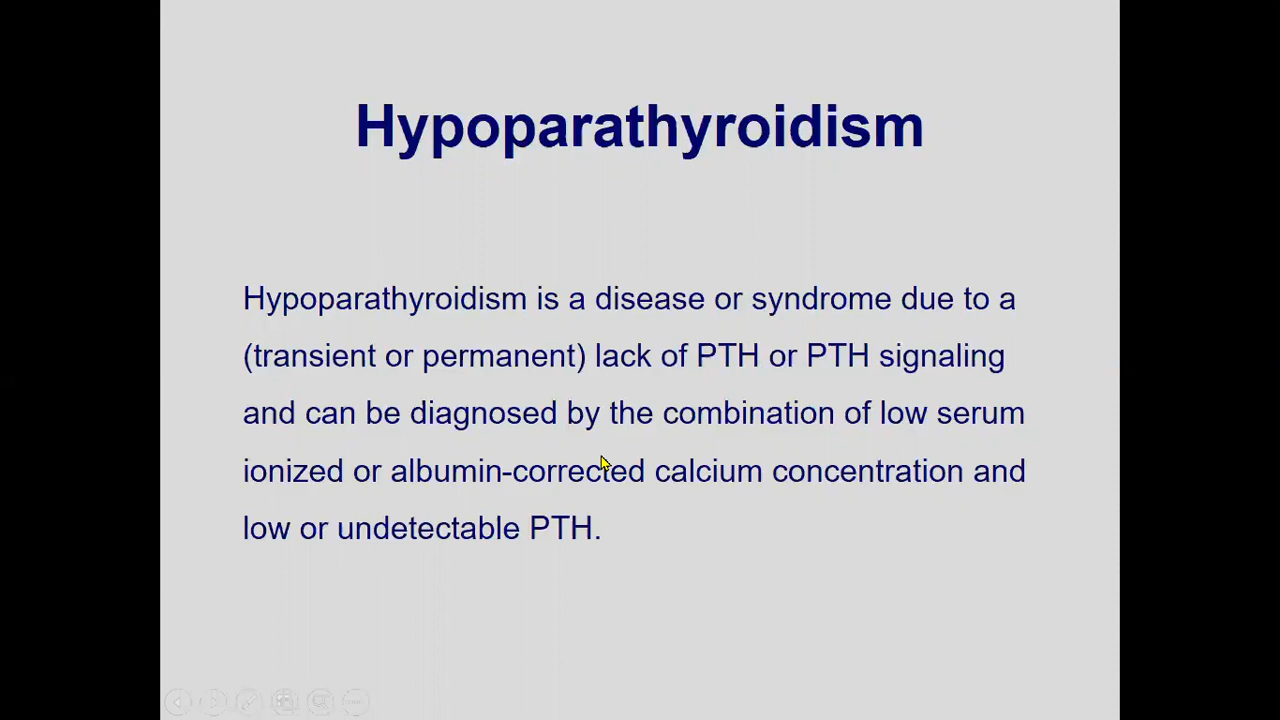 Hypoparathyroidism
Hypoparathyroidism is a disease or syndrome due to a
(transient or permanent) lack of PTH or PTH signaling
and can be diagnosed by the combination of low serum
ionized or albumin-corrected calcium concentration and
low or undetectable PTH.